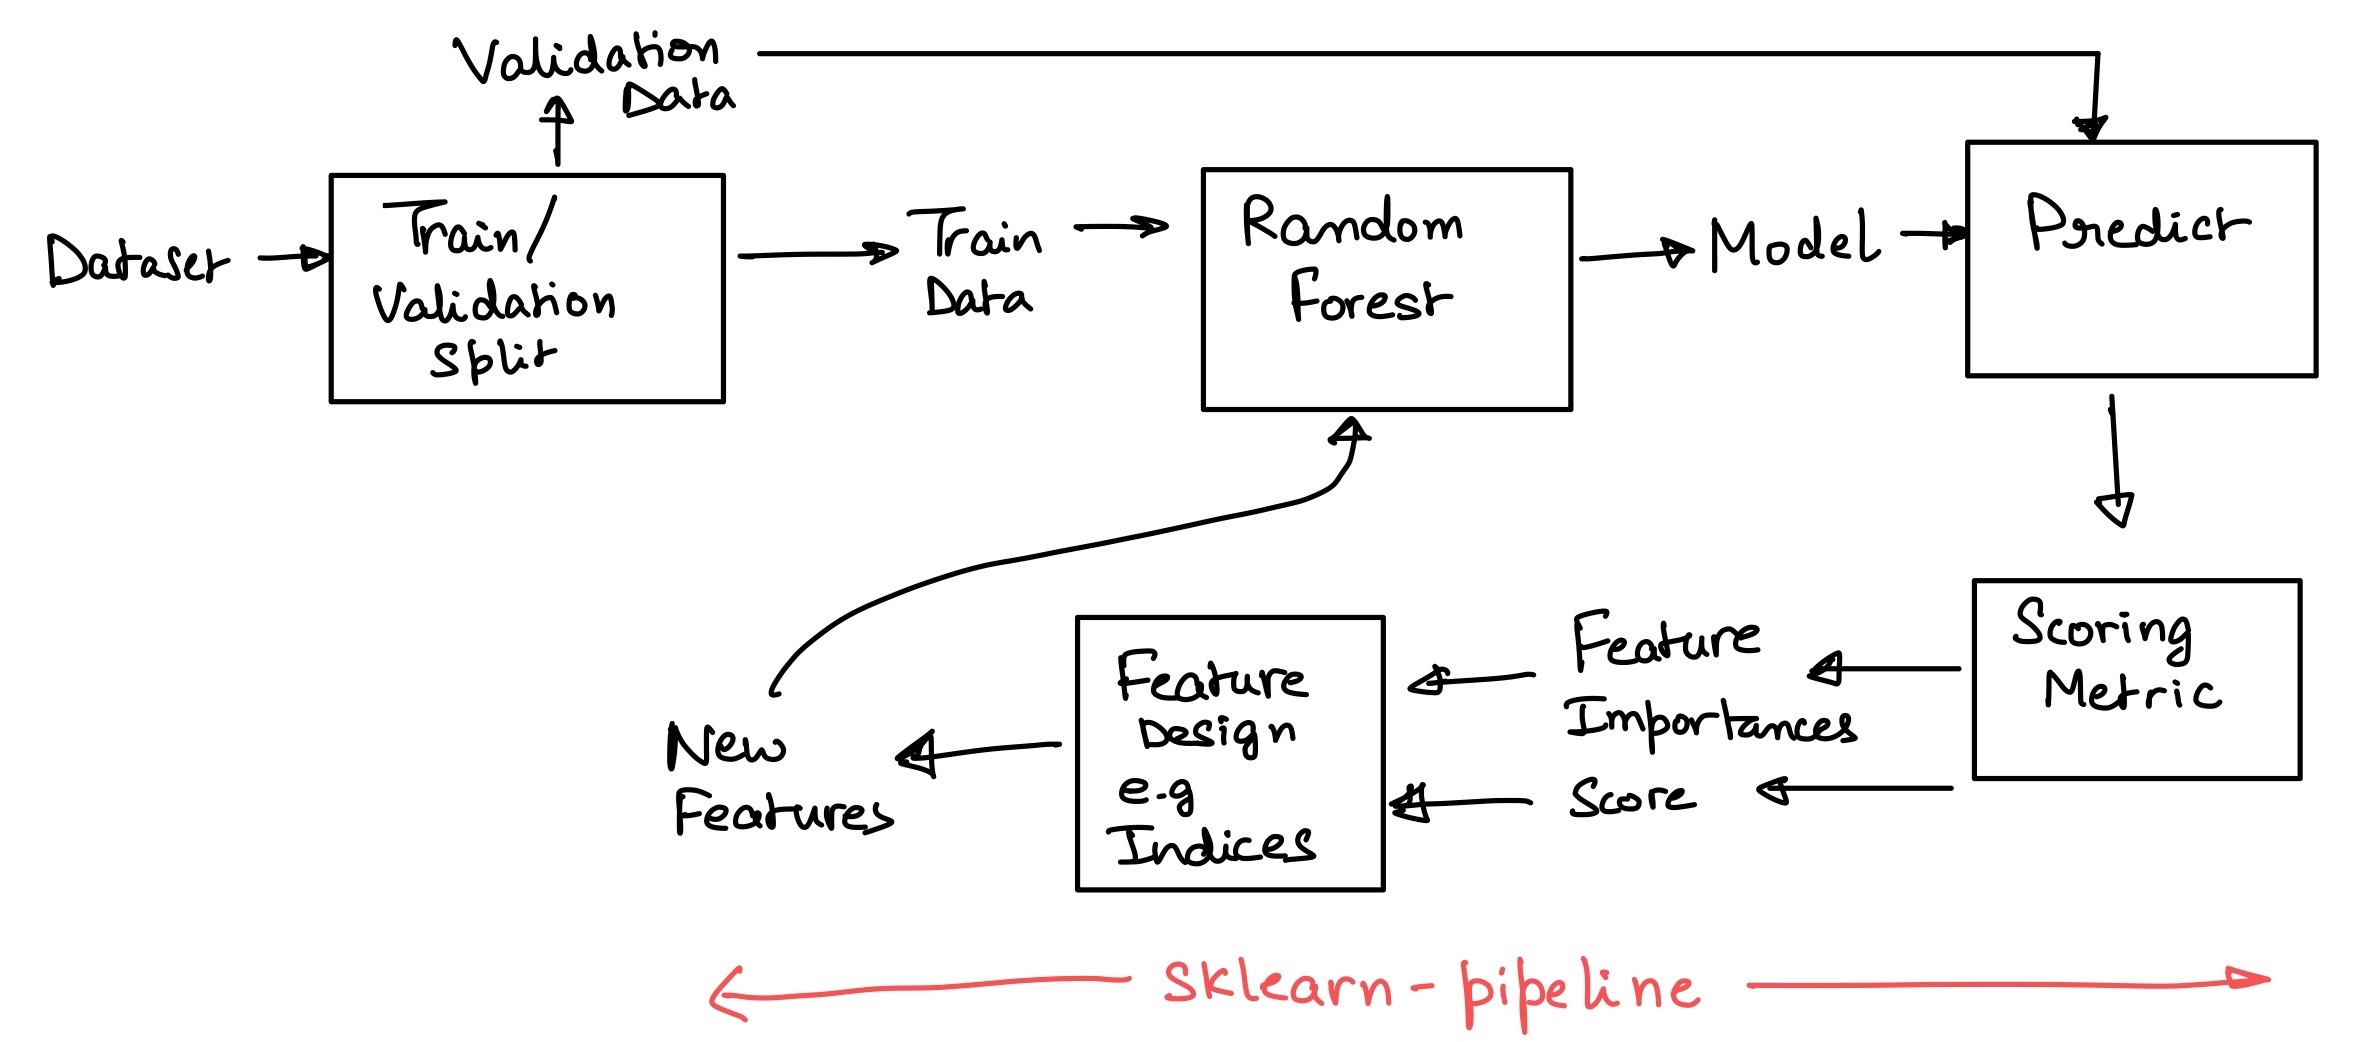 Validation
Data
Dataset
Train/
Validation
Split
Train
Data
Random
Forest
Model
Predict
Scoring
Metric
Feature
Importances
Score
Feature
Design
e.g
Indices
New
Features
sklearn-pipeline